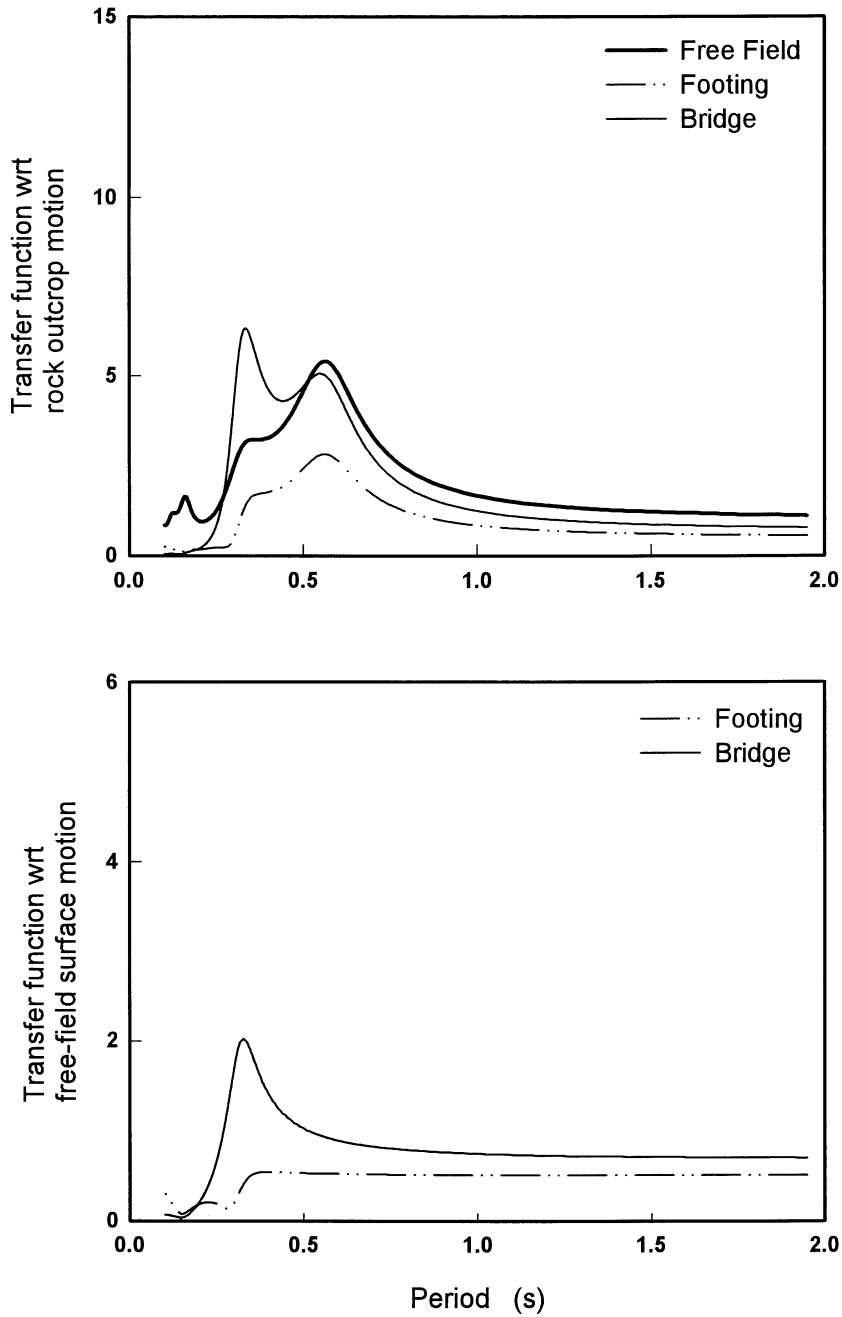 15
10
5
0
Transfer function wrt
rock outcrop motion
Free Field
Footing
Bridge
0.0 0.5 1.0 1.5 2.0
6
4
2
0
Transfer function wrt
free-field surface motion
Footing
Bridge
0.0 0.5 1.0 1.5 2.0
Period (s)